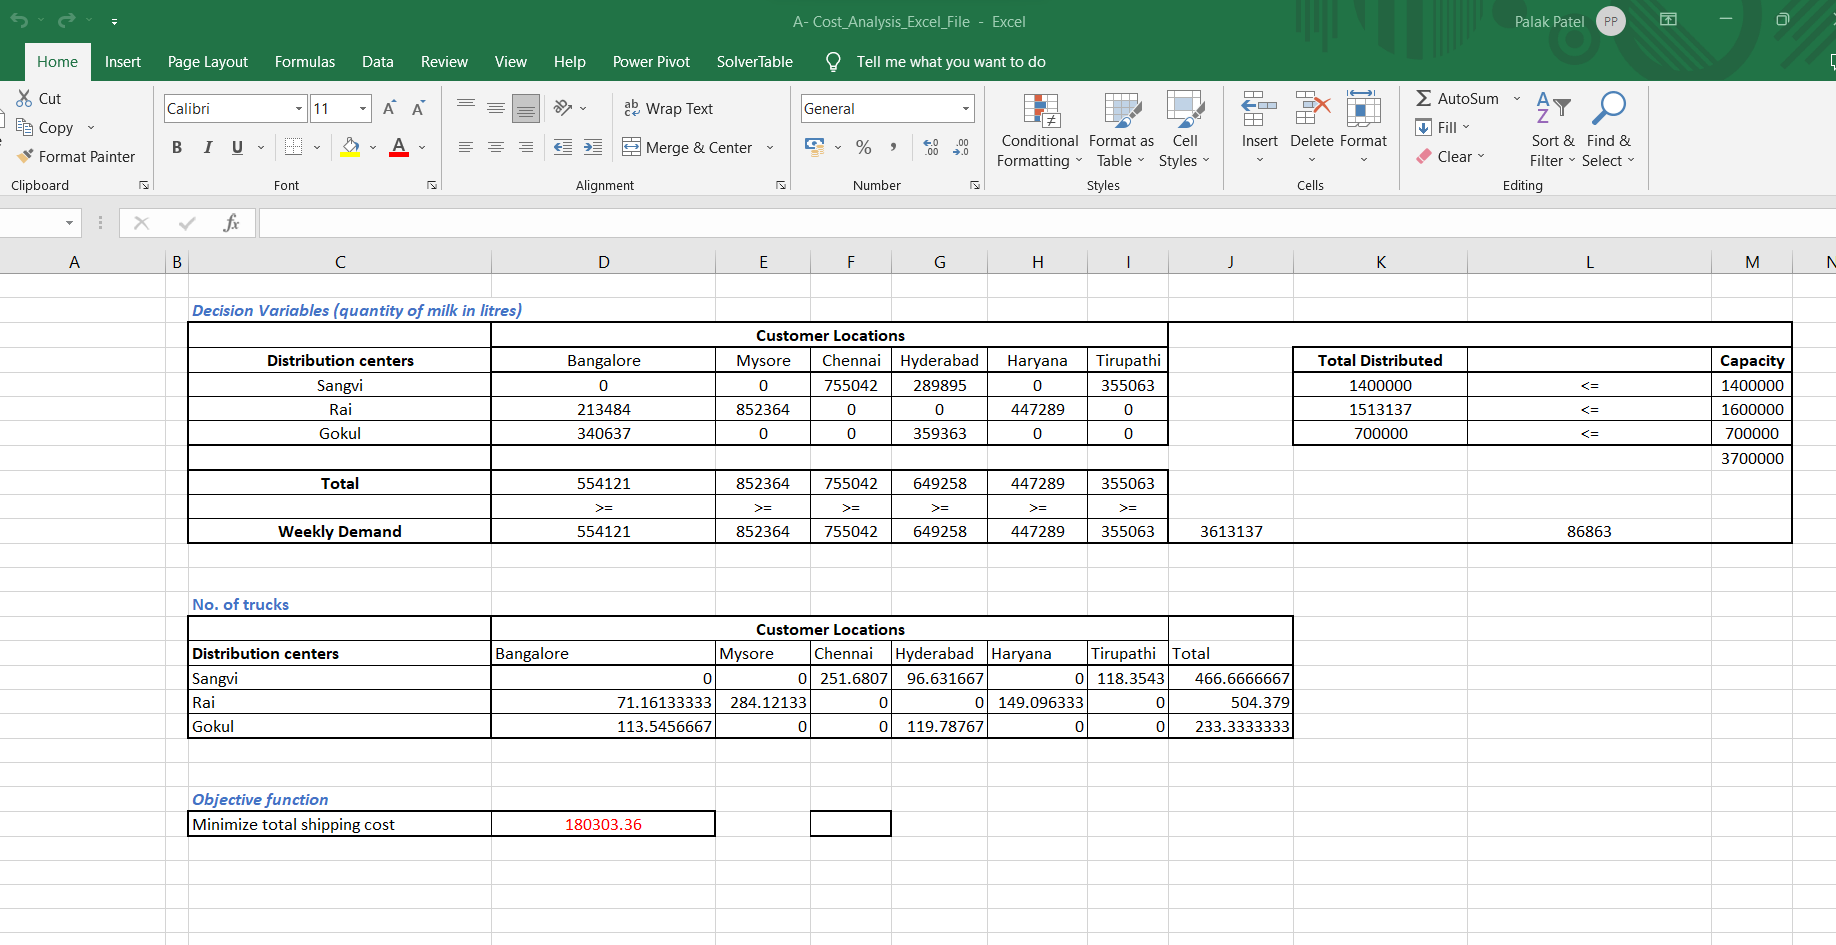 A- Cost_Analysis_Excel_File - Excel
Palak Patel PP
Home Insert Page Layout Formulas Data Review View Help Power Pivot SolverTable Tell me what you want to do
Cut
Copy
Format Painter
Clipboard
Calibri 11
B I U A
Font
ab Wrap Text
Merge & Center
Alignment
General
% ,
Number
Conditional Formatting
Format as Table
Cell Styles
Styles
Insert Delete Format
Cells
AutoSum
Fill
Clear
Sort & Filter
Find & Select
Editing
fx
A B C D E F G H I J K L M N
Decision Variables (quantity of milk in litres)
Customer Locations
Distribution centers Bangalore Mysore Chennai Hyderabad Haryana Tirupathi Total Distributed Capacity
Sangvi 0 0 755042 289895 0 355063 1400000 <= 1400000
Rai 213484 852364 0 0 447289 0 1513137 <= 1600000
Gokul 340637 0 0 359363 0 0 700000 <= 700000
3700000
Total 554121 852364 755042 649258 447289 355063
>= >= >= >= >= >=
Weekly Demand 554121 852364 755042 649258 447289 355063 3613137 86863
No. of trucks
Customer Locations
Distribution centers Bangalore Mysore Chennai Hyderabad Haryana Tirupathi Total
Sangvi 0 0 251.6807 96.631667 0 118.3543 466.6666667
Rai 71.16133333 284.12133 0 0 149.096333 0 504.379
Gokul 113.5456667 0 0 119.78767 0 0 233.3333333
Objective function
Minimize total shipping cost 180303.36